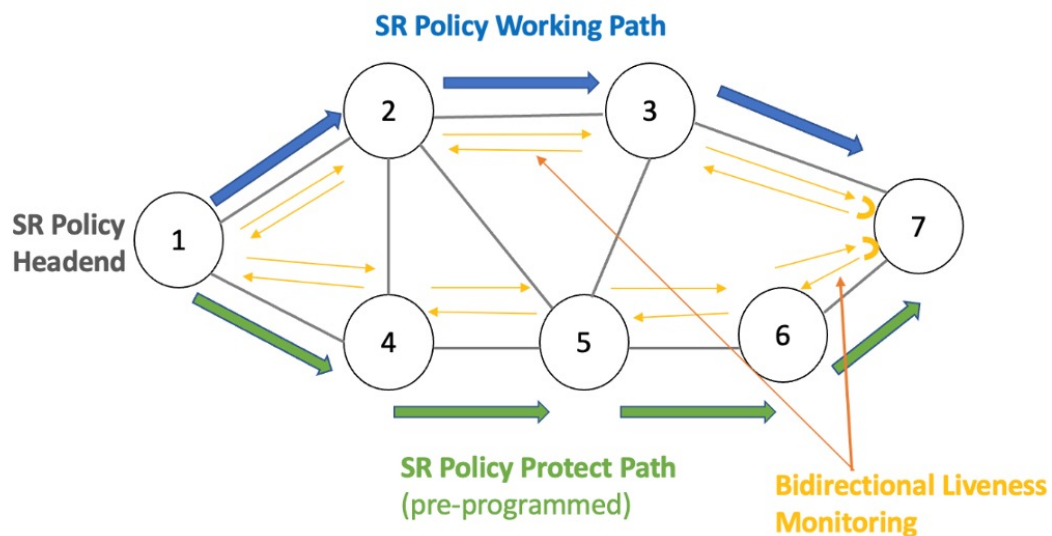 SR Policy Working Path
2
3
SR Policy
Headend
1
7
4
5
6
SR Policy Protect Path
(pre-programmed)
Bidirectional Liveness
Monitoring